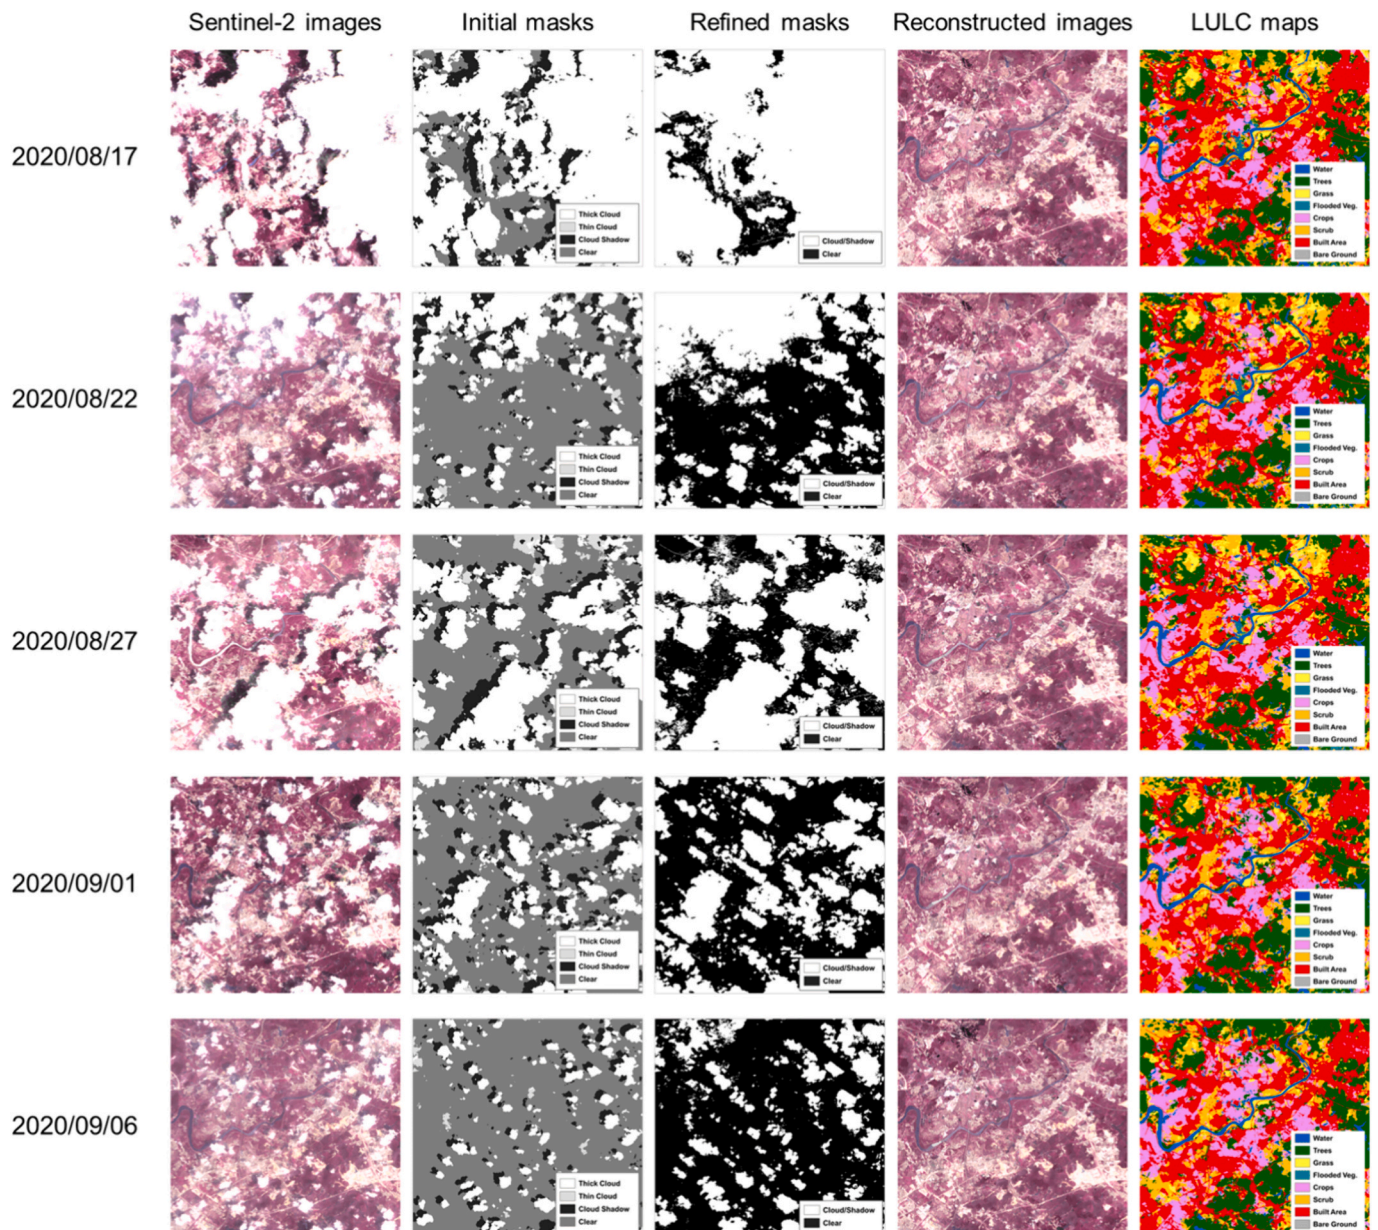 Sentinel-2 images Initial masks Refined masks Reconstructed images LULC maps
2020/08/17
Thick Cloud
Thin Cloud
Cloud Shadow
Clear
Cloud/Shadow
Clear
Water
Trees
Grass
Flooded Veg.
Crops
Scrub
Built Area
Bare Ground
2020/08/22
Thick Cloud
Thin Cloud
Cloud Shadow
Clear
Cloud/Shadow
Clear
Water
Trees
Grass
Flooded Veg.
Crops
Scrub
Built Area
Bare Ground
2020/08/27
Thick Cloud
Thin Cloud
Cloud Shadow
Clear
Cloud/Shadow
Clear
Water
Trees
Grass
Flooded Veg.
Crops
Scrub
Built Area
Bare Ground
2020/09/01
Thick Cloud
Thin Cloud
Cloud Shadow
Clear
Cloud/Shadow
Clear
Water
Trees
Grass
Flooded Veg.
Crops
Scrub
Built Area
Bare Ground
2020/09/06
Thick Cloud
Thin Cloud
Cloud Shadow
Clear
Cloud/Shadow
Clear
Water
Trees
Grass
Flooded Veg.
Crops
Scrub
Built Area
Bare Ground